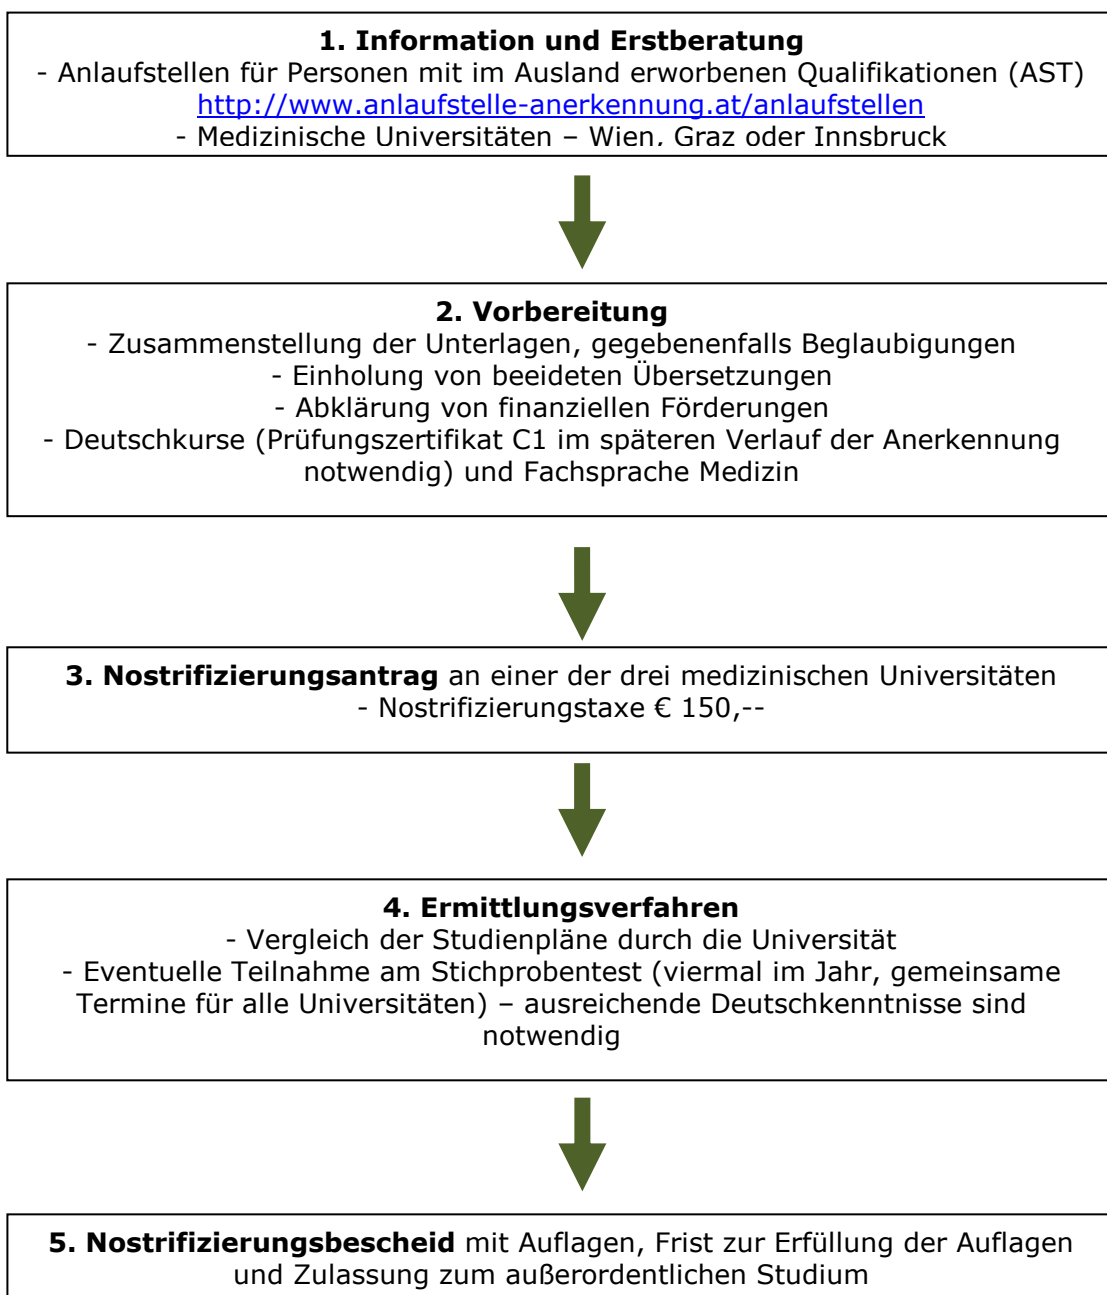 1. Information und Erstberatung
- Anlaufstellen für Personen mit im Ausland erworbenen Qualifikationen (AST)
http://www.anlaufstelle-anerkennung.at/anlaufstellen
- Medizinische Universitäten – Wien, Graz oder Innsbruck
2. Vorbereitung
- Zusammenstellung der Unterlagen, gegebenenfalls Beglaubigungen
- Einholung von beeideten Übersetzungen
- Abklärung von finanziellen Förderungen
- Deutschkurse (Prüfungszertifikat C1 im späteren Verlauf der Anerkennung
notwendig) und Fachsprache Medizin
3. Nostrifizierungsantrag an einer der drei medizinischen Universitäten
- Nostrifizierungstaxe € 150,--
4. Ermittlungsverfahren
- Vergleich der Studienpläne durch die Universität
- Eventuelle Teilnahme am Stichprobentest (viermal im Jahr, gemeinsame
Termine für alle Universitäten) – ausreichende Deutschkenntnisse sind
notwendig
5. Nostrifizierungsbescheid mit Auflagen, Frist zur Erfüllung der Auflagen
und Zulassung zum außerordentlichen Studium